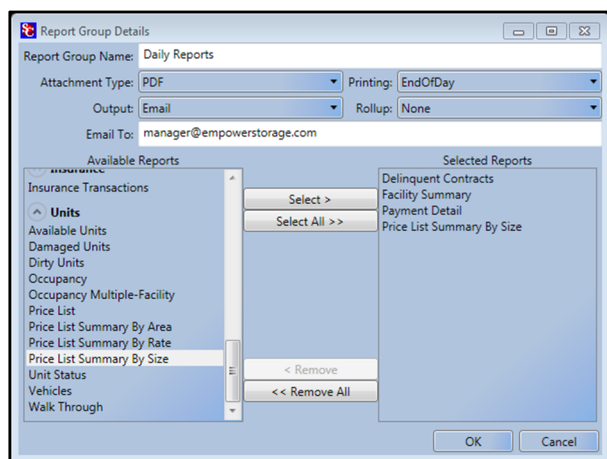 Report Group Details
Report Group Name: Daily Reports
Attachment Type: PDF Printing: EndOfDay
Output: Email Rollup: None
Email To: manager@empowerstorage.com
Available Reports Selected Reports
Insurance
Insurance Transactions
Units
Available Units
Damaged Units
Dirty Units
Occupancy
Occupancy Multiple-Facility
Price List
Price List Summary By Area
Price List Summary By Rate
Price List Summary By Size
Unit Status
Vehicles
Walk Through
Select >
Select All >>
< Remove
<< Remove All
Delinquent Contracts
Facility Summary
Payment Detail
Price List Summary By Size
OK Cancel